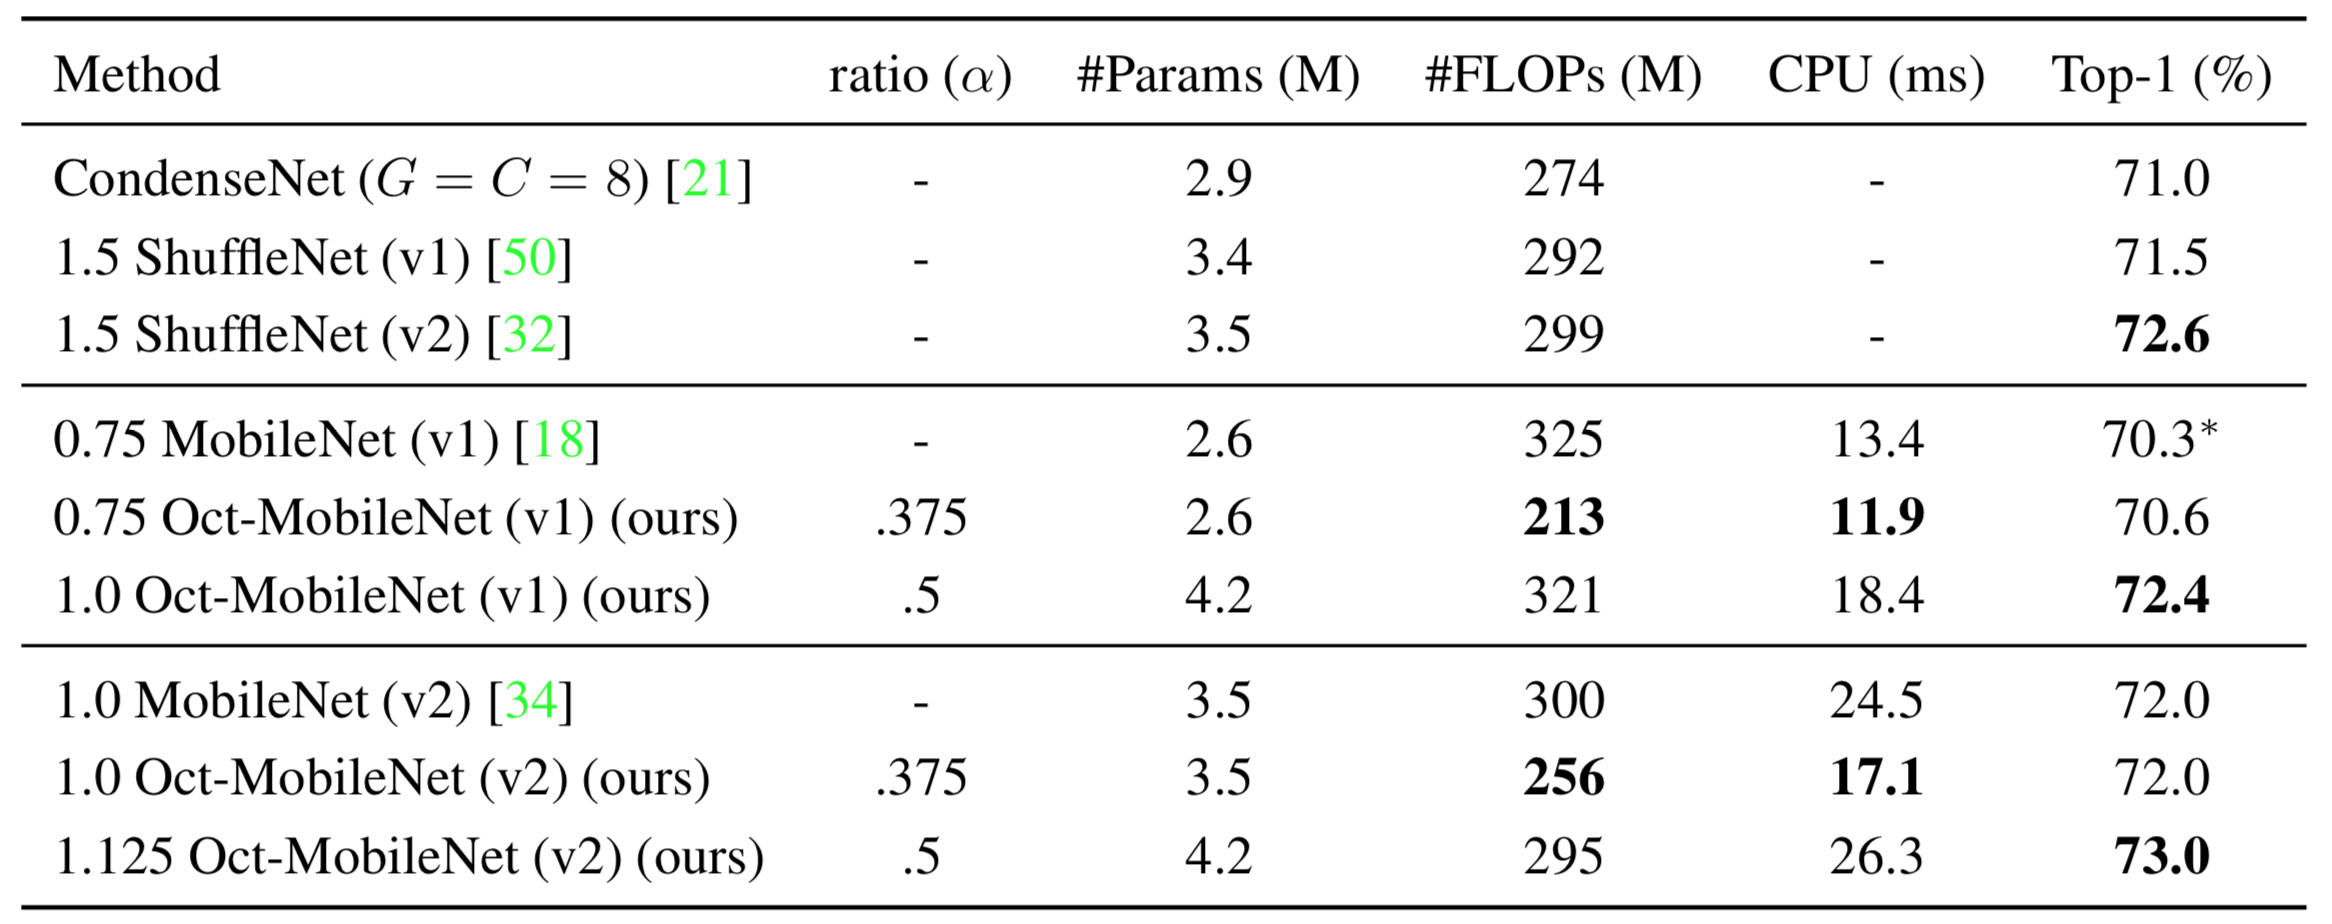 Method ratio (α) #Params (M) #FLOPs (M) CPU (ms) Top-1 (%)
CondenseNet (G = C = 8) [21] - 2.9 274 - 71.0
1.5 ShuffleNet (v1) [50] - 3.4 292 - 71.5
1.5 ShuffleNet (v2) [32] - 3.5 299 - 72.6
0.75 MobileNet (v1) [18] - 2.6 325 13.4 70.3*
0.75 Oct-MobileNet (v1) (ours) .375 2.6 213 11.9 70.6
1.0 Oct-MobileNet (v1) (ours) .5 4.2 321 18.4 72.4
1.0 MobileNet (v2) [34] - 3.5 300 24.5 72.0
1.0 Oct-MobileNet (v2) (ours) .375 3.5 256 17.1 72.0
1.125 Oct-MobileNet (v2) (ours) .5 4.2 295 26.3 73.0